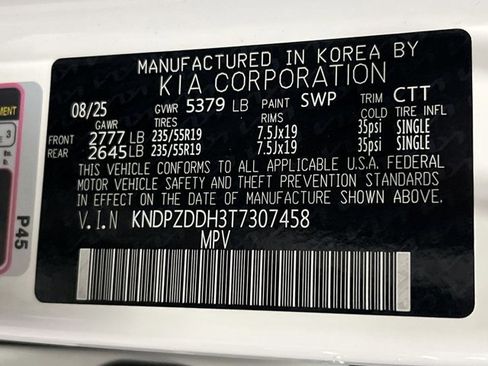 MANUFACTURED IN KOREA BY
KIA CORPORATION
08/25 GVWR 5379 LB PAINT SWP TRIM CTT
GAWR TIRES RIMS COLD TIRE INFL
FRONT 2777 LB 235/55R19 7.5Jx19 35psi SINGLE
REAR 2645 LB 235/55R19 7.5Jx19 35psi SINGLE
THIS VEHICLE CONFORMS TO ALL APPLICABLE U.S.A. FEDERAL
MOTOR VEHICLE SAFETY AND THEFT PREVENTION STANDARDS
IN EFFECT ON THE DATE OF MANUFACTURE SHOWN ABOVE.
V.I.N KNDPZDDH3T7307458
MPV
3
P45